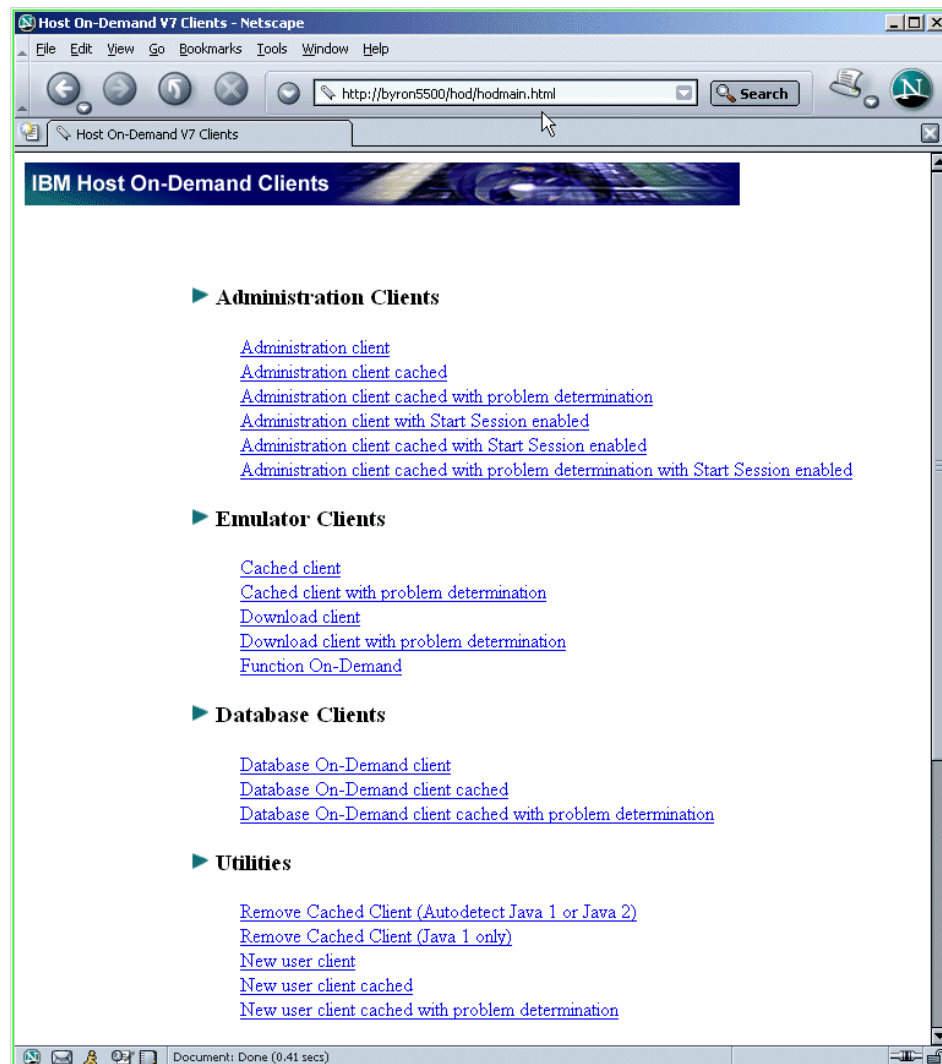 Host On-Demand V7 Clients - Netscape
File Edit View Go Bookmarks Tools Window Help
http://byron5500/hod/hodmain.html
Search
N
Host On-Demand V7 Clients
IBM Host On-Demand Clients
Administration Clients
Administration client
Administration client cached
Administration client cached with problem determination
Administration client with Start Session enabled
Administration client cached with Start Session enabled
Administration client cached with problem determination with Start Session enabled
Emulator Clients
Cached client
Cached client with problem determination
Download client
Download client with problem determination
Function On-Demand
Database Clients
Database On-Demand client
Database On-Demand client cached
Database On-Demand client cached with problem determination
Utilities
Remove Cached Client (Autodetect Java 1 or Java 2)
Remove Cached Client (Java 1 only)
New user client
New user client cached
New user client cached with problem determination
Document: Done (0.41 secs)